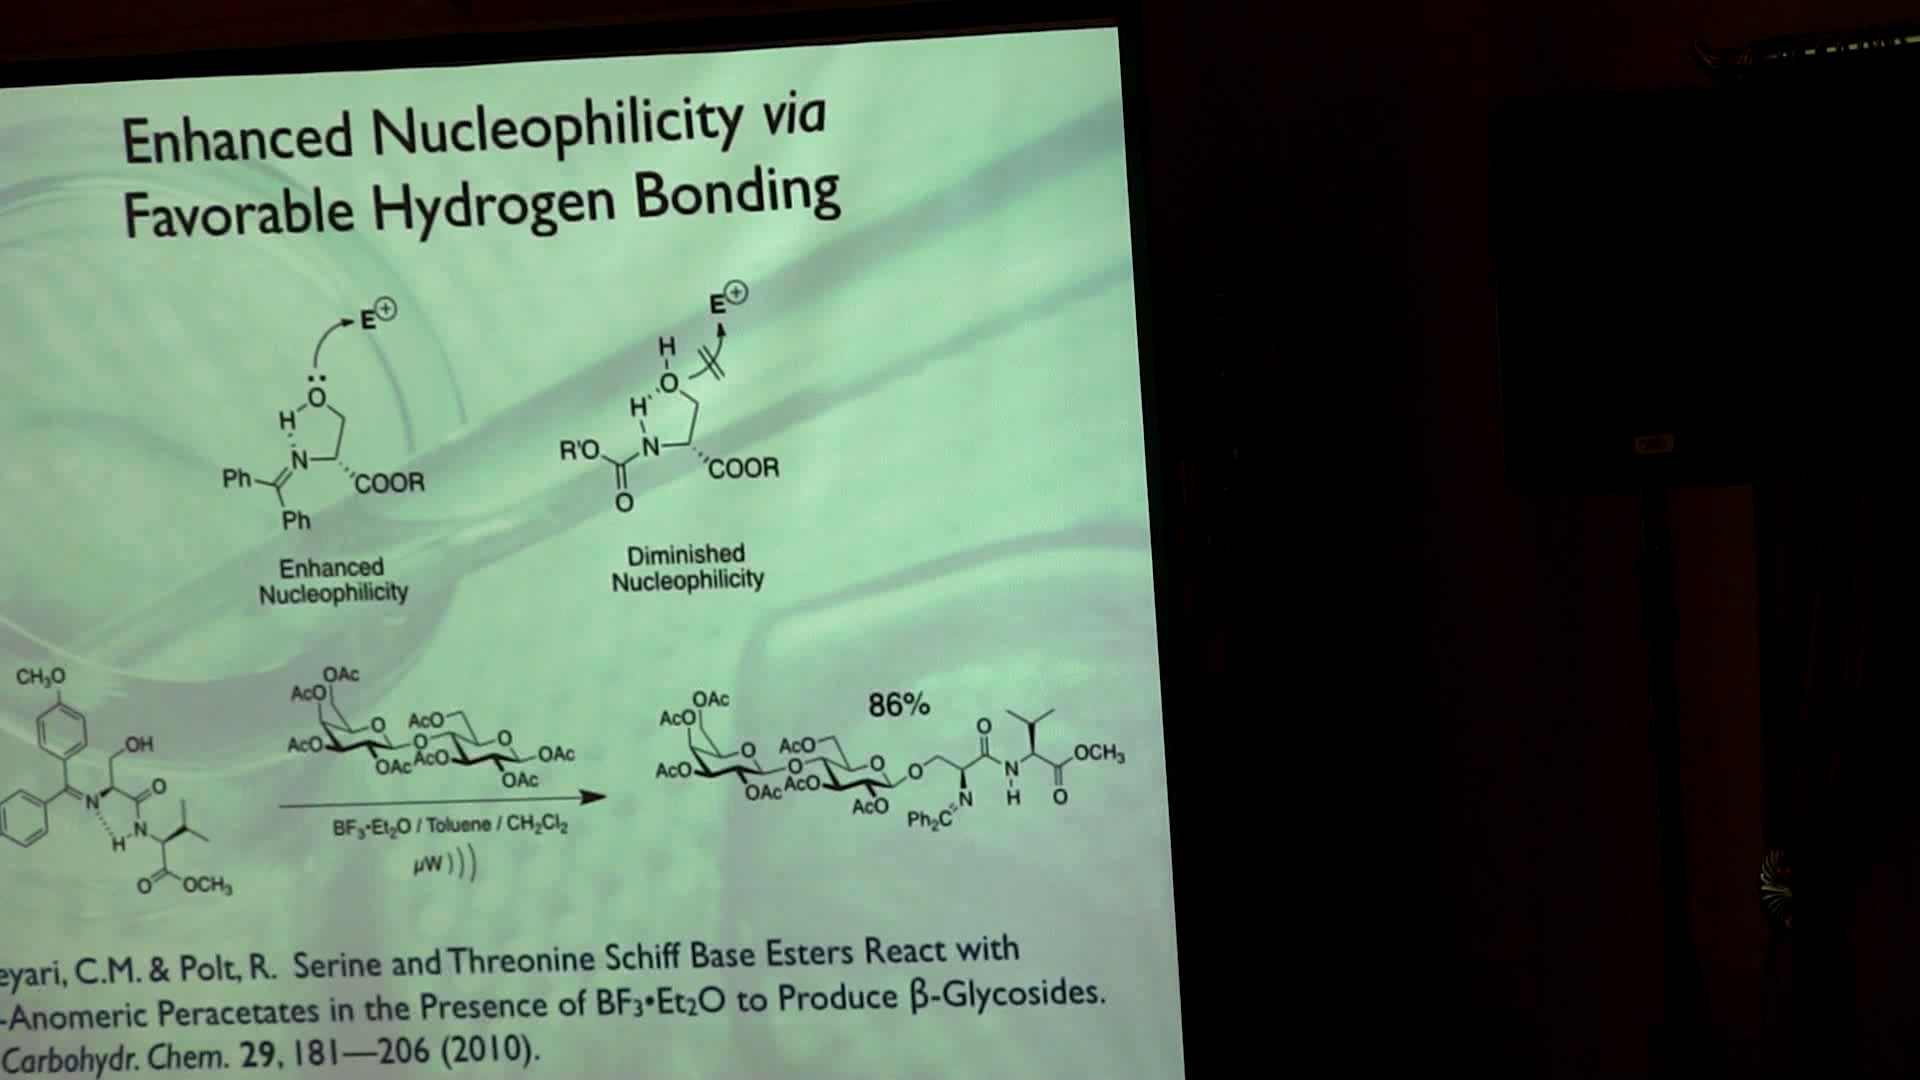 Enhanced Nucleophilicity via
Favorable Hydrogen Bonding
E⊕
O
H
N
Ph
COOR
Ph
Enhanced
Nucleophilicity
E⊕
H
O
H
R'O
N
COOR
O
Diminished
Nucleophilicity
CH₃O
OH
N
O
H
N
O
OCH₃
OAc
AcO
O
AcO
AcO
O
O
OAc
OAc
AcO
OAc
BF₃•Et₂O / Toluene / CH₂Cl₂
μW)))
86%
OAc
AcO
O
AcO
AcO
O
O
O
OAc
AcO
AcO
Ph₂C
N
O
N
H
O
OCH₃
eyari, C.M. & Polt, R. Serine and Threonine Schiff Base Esters React with
-Anomeric Peracetates in the Presence of BF₃•Et₂O to Produce β-Glycosides.
Carbohydr. Chem. 29, 181—206 (2010).